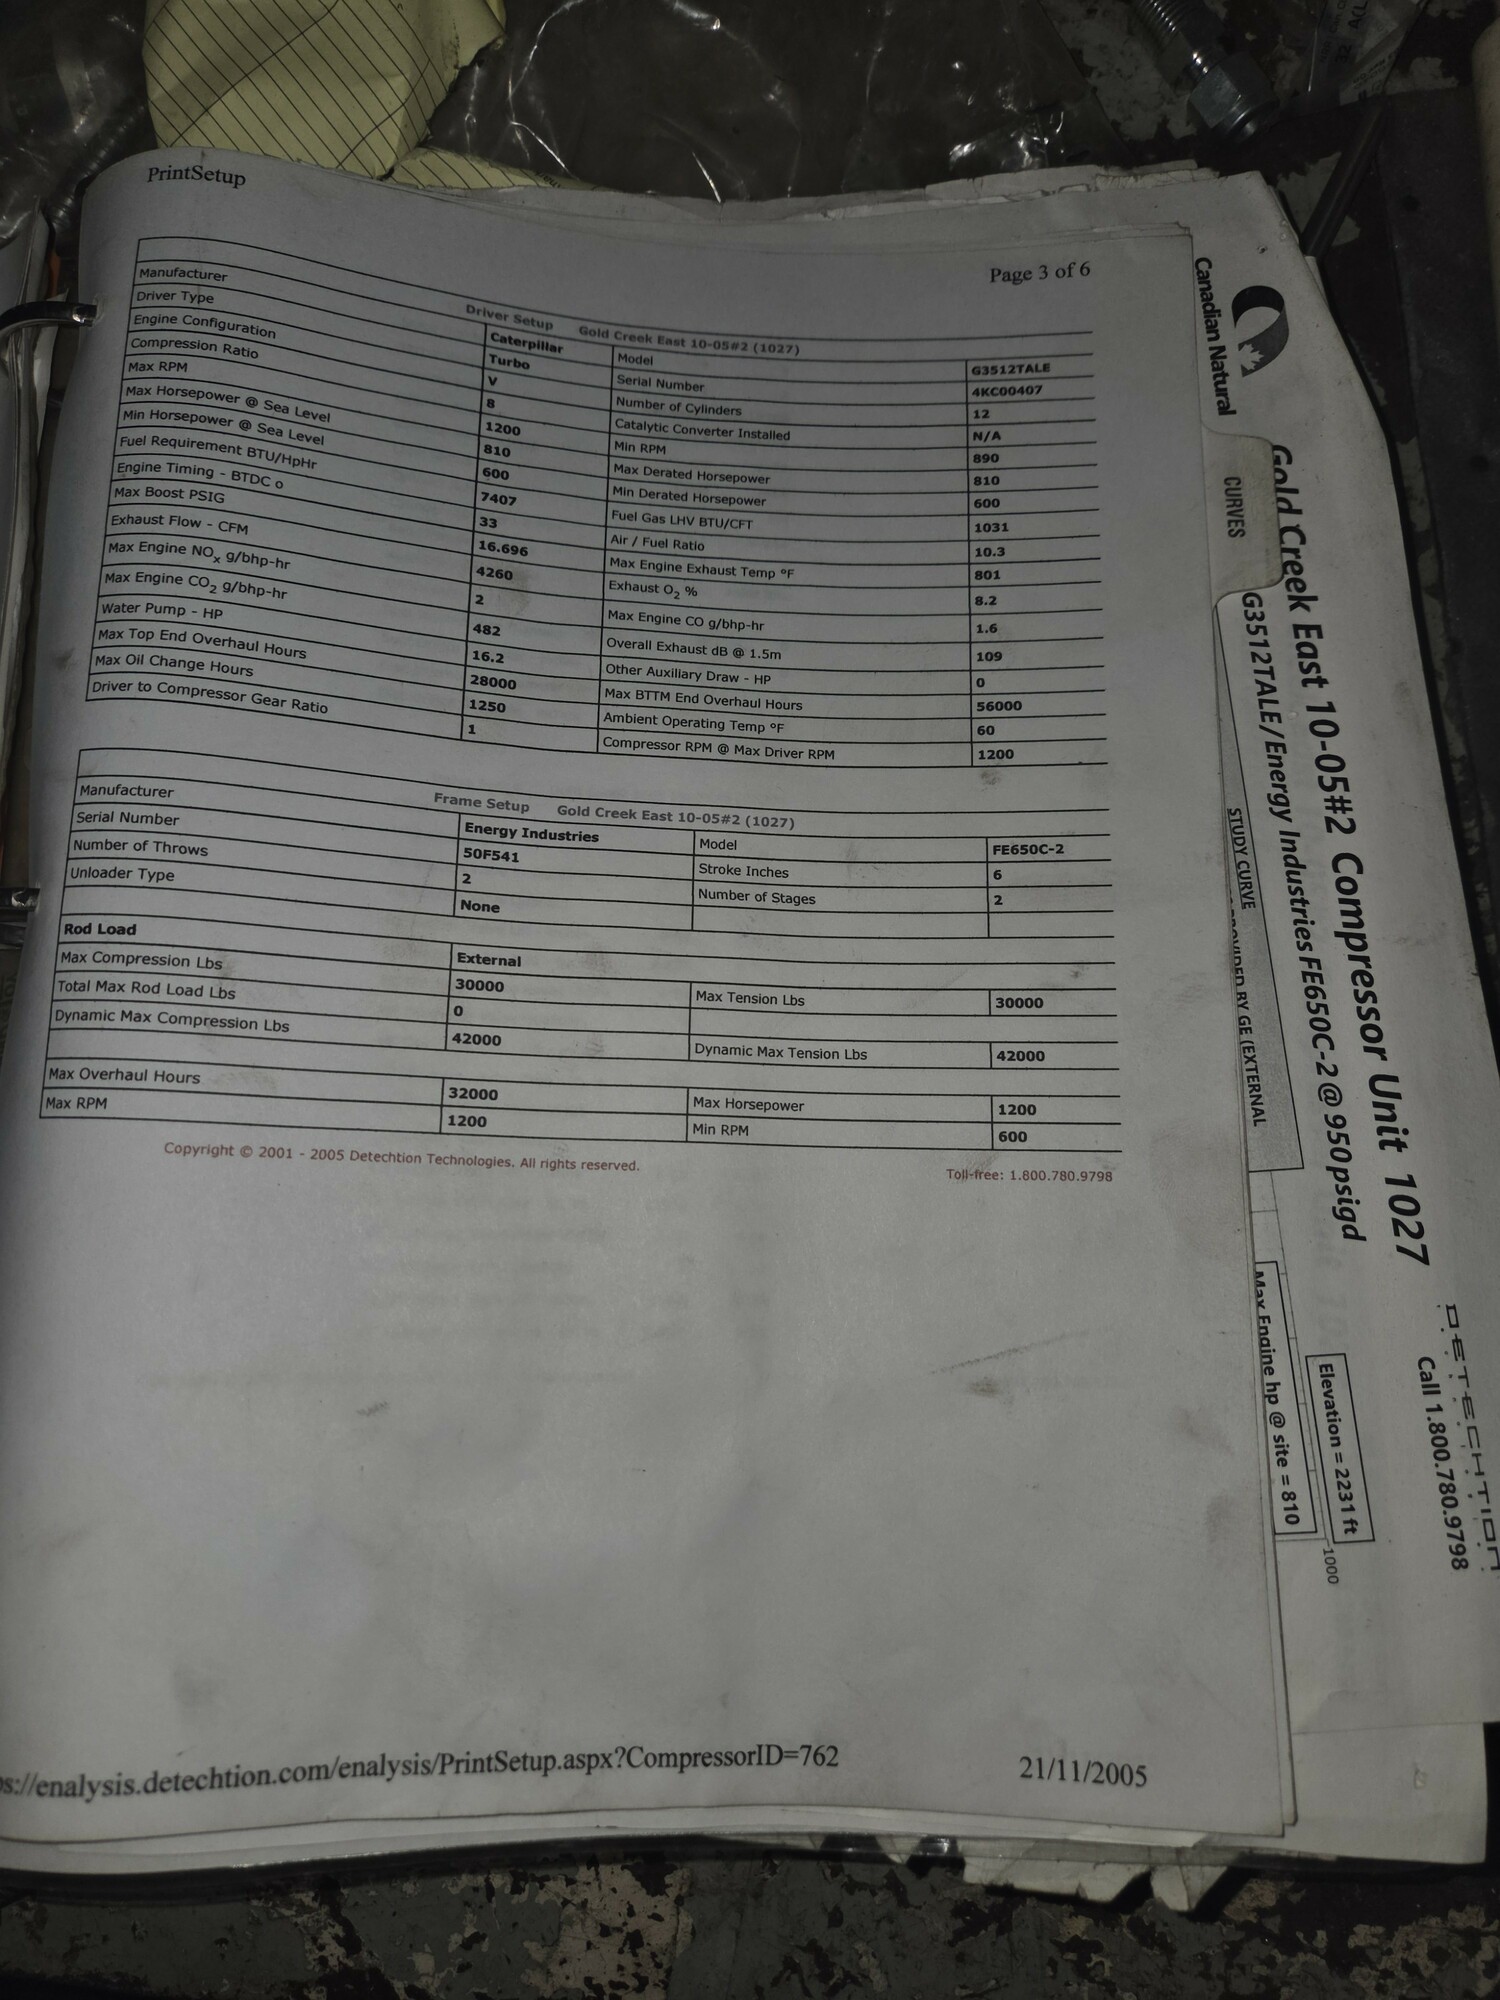 PrintSetup
Page 3 of 6
Driver Setup Gold Creek East 10-05#2 (1027)
Manufacturer Caterpillar Model G3512TALE
Driver Type Turbo Serial Number 4KC00407
Engine Configuration V Number of Cylinders 12
Compression Ratio 8 Catalytic Converter Installed N/A
Max RPM 1200 Min RPM 890
Max Horsepower @ Sea Level 810 Max Derated Horsepower 810
Min Horsepower @ Sea Level 600 Min Derated Horsepower 600
Fuel Requirement BTU/HpHr 7407 Fuel Gas LHV BTU/CFT 1031
Engine Timing - BTDC o 33 Air / Fuel Ratio 10.3
Max Boost PSIG 16.696 Max Engine Exhaust Temp ºF 801
Exhaust Flow - CFM 4260 Exhaust O2 % 8.2
Max Engine NOx g/bhp-hr 2 Max Engine CO g/bhp-hr 1.6
Max Engine CO2 g/bhp-hr 482 Overall Exhaust dB @ 1.5m 109
Water Pump - HP 16.2 Other Auxiliary Draw - HP 0
Max Top End Overhaul Hours 28000 Max BTTM End Overhaul Hours 56000
Max Oil Change Hours 1250 Ambient Operating Temp ºF 60
Driver to Compressor Gear Ratio 1 Compressor RPM @ Max Driver RPM 1200
Frame Setup Gold Creek East 10-05#2 (1027)
Manufacturer Energy Industries Model FE650C-2
Serial Number 50F541 Stroke Inches 6
Number of Throws 2 Number of Stages 2
Unloader Type None
Rod Load External
Max Compression Lbs 30000 Max Tension Lbs 30000
Total Max Rod Load Lbs 0
Dynamic Max Compression Lbs 42000 Dynamic Max Tension Lbs 42000
Max Overhaul Hours 32000 Max Horsepower 1200
Max RPM 1200 Min RPM 600
Copyright © 2001 - 2005 Detechtion Technologies. All rights reserved.
Toll-free: 1.800.780.9798
s://enalysis.detechtion.com/enalysis/PrintSetup.aspx?CompressorID=762
21/11/2005
Canadian Natural
CURVES
Gold Creek East 10-05#2 Compressor Unit 1027
G3512TALE/Energy Industries FE650C-2 @ 950psigd
STUDY CURVE
PROVIDED BY GE (EXTERNAL
Max Engine hp @ site = 810
Elevation = 2231 ft
1000
DETECHTION
Call 1.800.780.9798